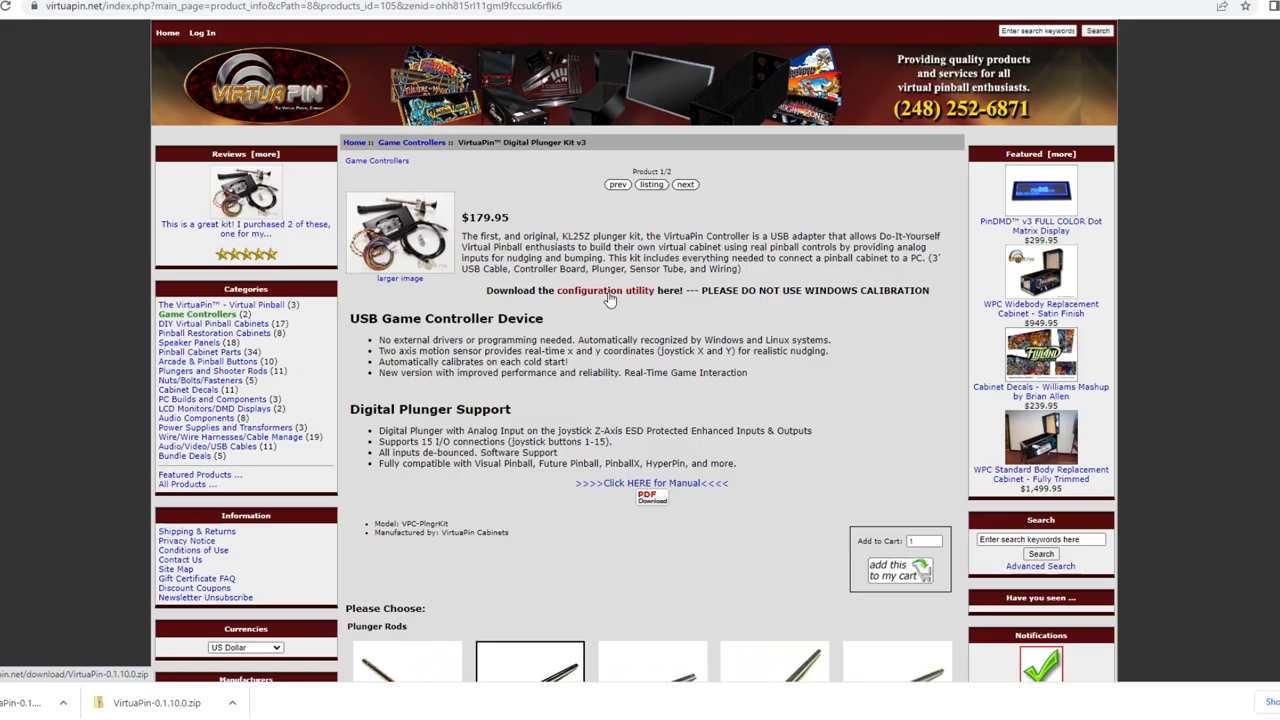 virtuapin.net/index.php?main_page=product_info&cPath=8&products_id=105&zenid=ohh815rl11gml9fccsuk6rflk6
Home Log In
Enter search keywords Search
VIRTUAPIN
THE VIRTUAL PINBALL CABINET
Providing quality products
and services for all
virtual pinball enthusiasts.
(248) 252-6871
Reviews [more]
This is a great kit! I purchased 2 of these,
one for my...
Categories
The VirtuaPin™ - Virtual Pinball (3)
Game Controllers (2)
DIY Virtual Pinball Cabinets (17)
Pinball Restoration Cabinets (8)
Speaker Panels (18)
Pinball Cabinet Parts (34)
Arcade & Pinball Buttons (10)
Plungers and Shooter Rods (11)
Nuts/Bolts/Fasteners (5)
Cabinet Decals (11)
PC Builds and Components (3)
LCD Monitors/DMD Displays (2)
Audio Components (8)
Power Supplies and Transformers (3)
Wire/Wire Harnesses/Cable Manage (19)
Audio/Video/USB Cables (11)
Bundle Deals (5)
Featured Products ...
All Products ...
Information
Shipping & Returns
Privacy Notice
Conditions of Use
Contact Us
Site Map
Gift Certificate FAQ
Discount Coupons
Newsletter Unsubscribe
Currencies
US Dollar
Manufacturers
Home :: Game Controllers :: VirtuaPin™ Digital Plunger Kit v3
Game Controllers
Product 1/2
prev listing next
larger image
$179.95
The first, and original, KL25Z plunger kit, the VirtuaPin Controller is a USB adapter that allows Do-It-Yourself
Virtual Pinball enthusiasts to build their own virtual cabinet using real pinball controls by providing analog
inputs for nudging and bumping. This kit includes everything needed to connect a pinball cabinet to a PC. (3'
USB Cable, Controller Board, Plunger, Sensor Tube, and Wiring)
Download the configuration utility here! --- PLEASE DO NOT USE WINDOWS CALIBRATION
USB Game Controller Device
No external drivers or programming needed. Automatically recognized by Windows and Linux systems.
Two axis motion sensor provides real-time x and y coordinates (joystick X and Y) for realistic nudging.
Automatically calibrates on each cold start!
New version with improved performance and reliability. Real-Time Game Interaction
Digital Plunger Support
Digital Plunger with Analog Input on the joystick Z-Axis ESD Protected Enhanced Inputs & Outputs
Supports 15 I/O connections (joystick buttons 1-15).
All inputs de-bounced. Software Support
Fully compatible with Visual Pinball, Future Pinball, PinballX, HyperPin, and more.
>>>>Click HERE for Manual<<<<
PDF
Download
Model: VPC-PlngrKit
Manufactured by: VirtuaPin Cabinets
Add to Cart: 1
add this
to my cart
Please Choose:
Plunger Rods
Featured [more]
PinDMD™ v3 FULL COLOR Dot
Matrix Display
$299.95
WPC Widebody Replacement
Cabinet - Satin Finish
$949.95
Cabinet Decals - Williams Mashup
by Brian Allen
$239.95
WPC Standard Body Replacement
Cabinet - Fully Trimmed
$1,499.95
Search
Enter search keywords here
Search
Advanced Search
Have you seen ...
Notifications
pin.net/download/VirtuaPin-0.1.10.0.zip
aPin-0.1.... VirtuaPin-0.1.10.0.zip
Sho